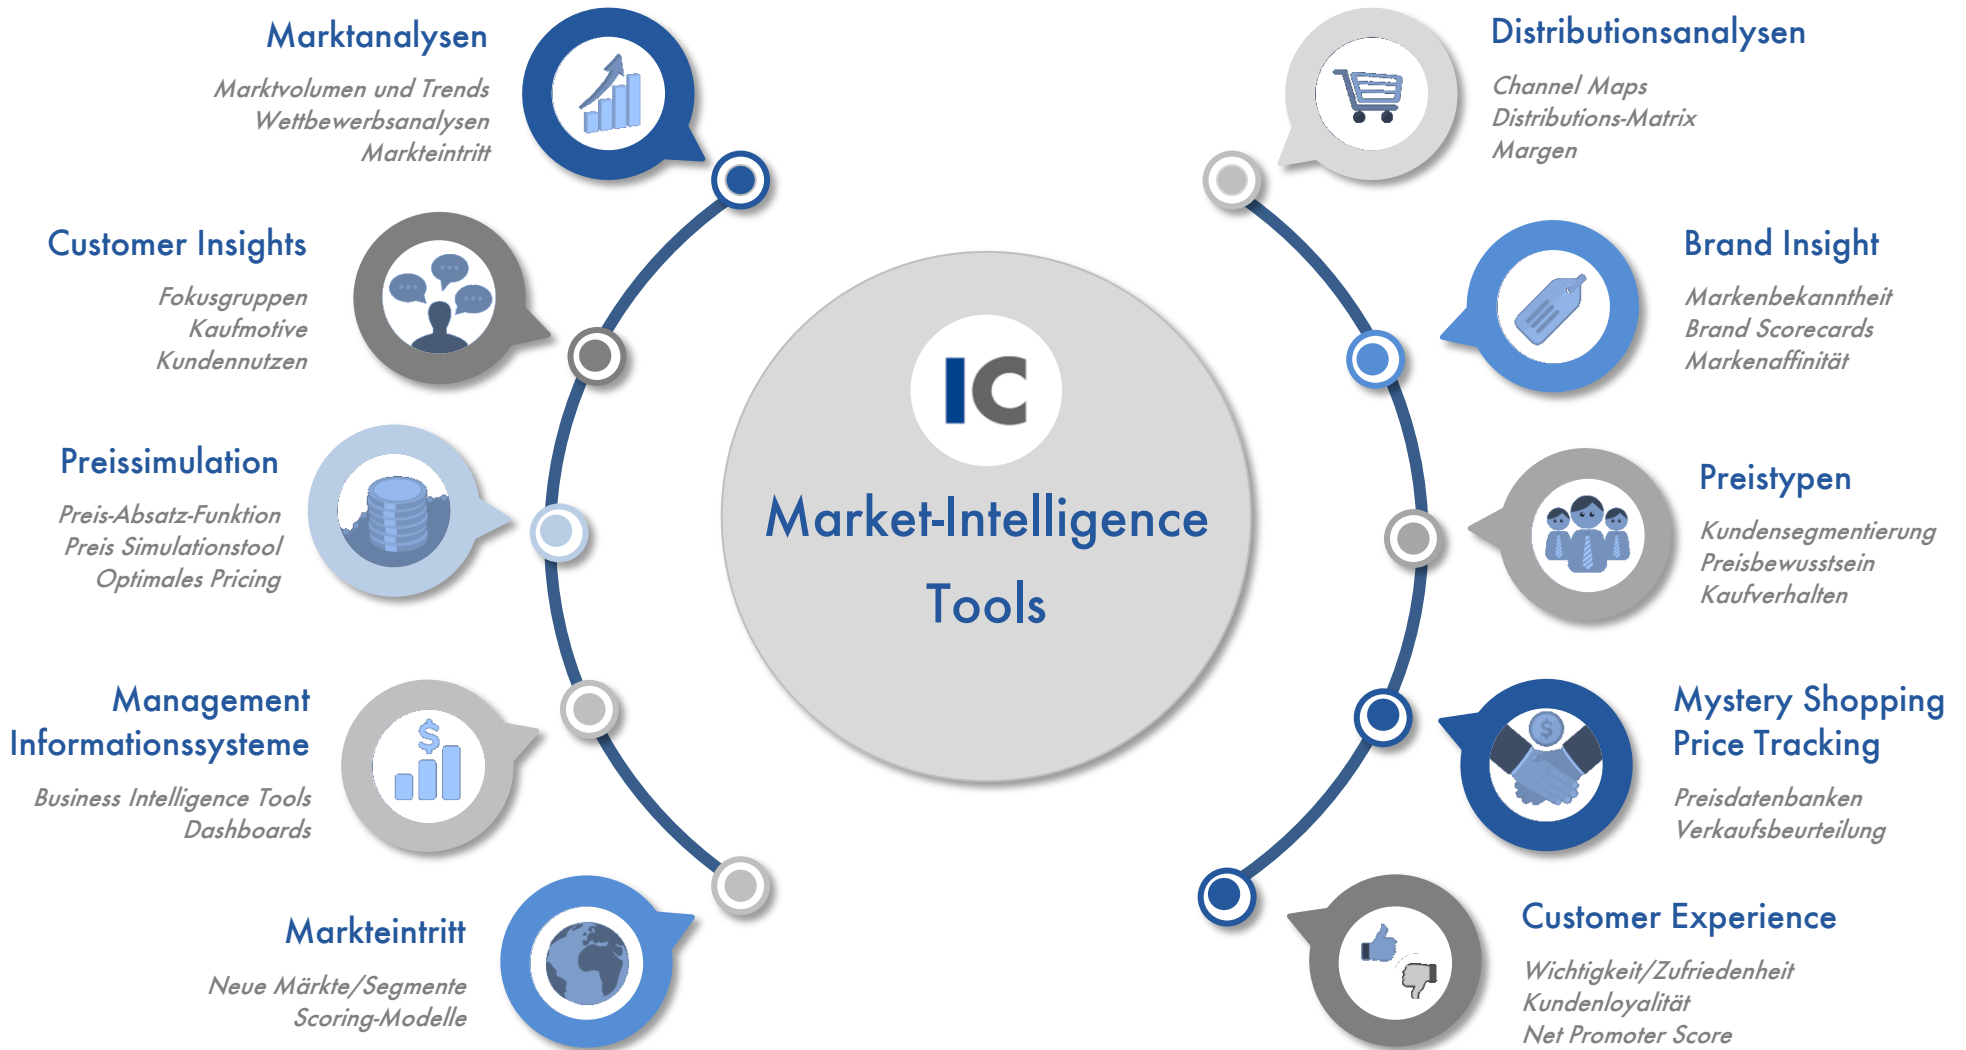 Marktanalysen
Marktvolumen und Trends
Wettbewerbsanalysen
Markteintritt
Customer Insights
Fokusgruppen
Kaufmotive
Kundennutzen
Preissimulation
Preis-Absatz-Funktion
Preis Simulationstool
Optimales Pricing
Management
Informationssysteme
Business Intelligence Tools
Dashboards
$
Markteintritt
Neue Märkte/Segmente
Scoring-Modelle
IC
Market-Intelligence
Tools
Distributionsanalysen
Channel Maps
Distributions-Matrix
Margen
Brand Insight
Markenbekanntheit
Brand Scorecards
Markenaffinität
Preistypen
Kundensegmentierung
Preisbewusstsein
Kaufverhalten
Mystery Shopping
Price Tracking
Preisdatenbanken
Verkaufsbeurteilung
$
Customer Experience
Wichtigkeit/Zufriedenheit
Kundenloyalität
Net Promoter Score